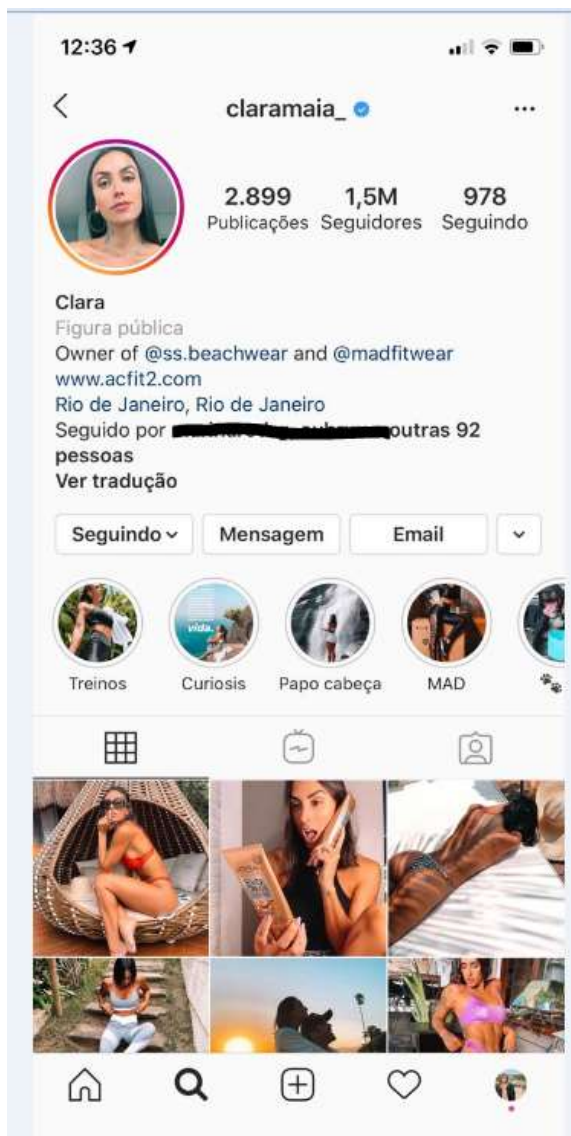 12:36
claramaia_
2.899 1,5M 978
Publicações Seguidores Seguindo
Clara
Figura pública
Owner of @ss.beachwear and @madfitwear
www.acfit2.com
Rio de Janeiro, Rio de Janeiro
Seguido por outras 92
pessoas
Ver tradução
Seguindo Mensagem Email
vida.
Treinos Curiosis Papo cabeça MAD